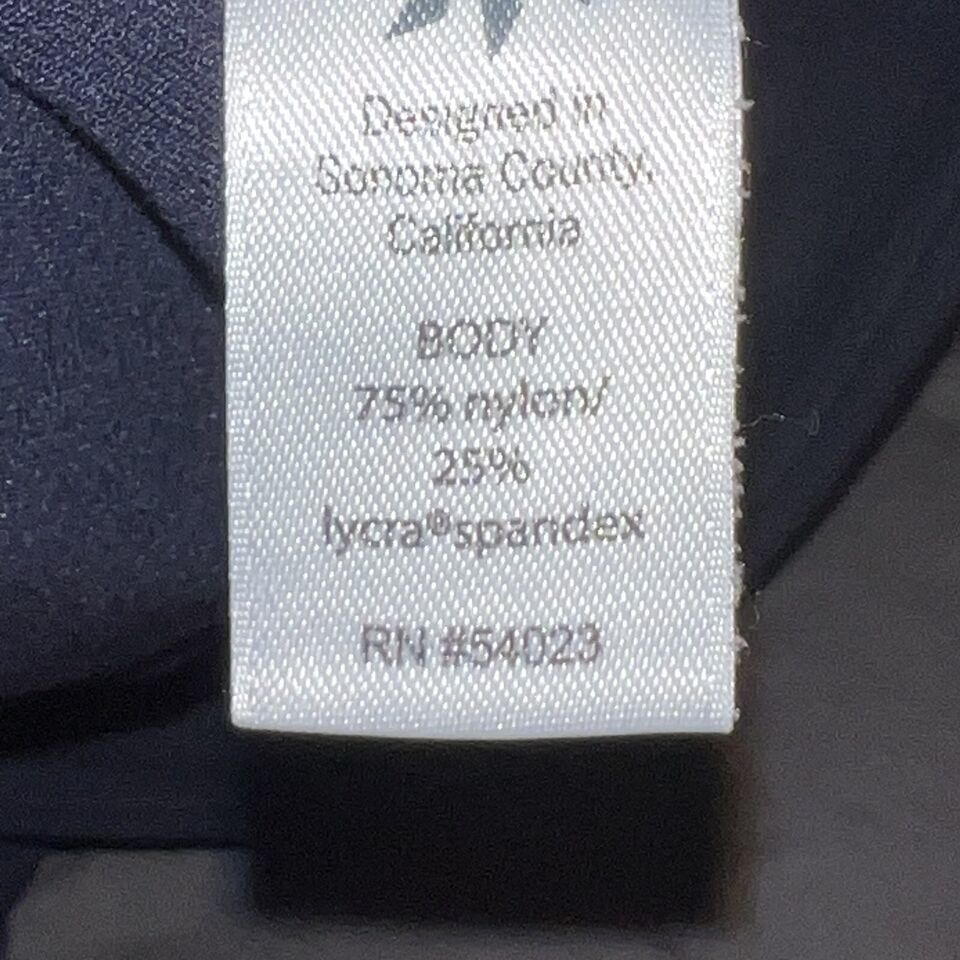 Designed in
Sonoma County,
California
BODY
75% nylon/
25%
lycra®spandex
RN #54023